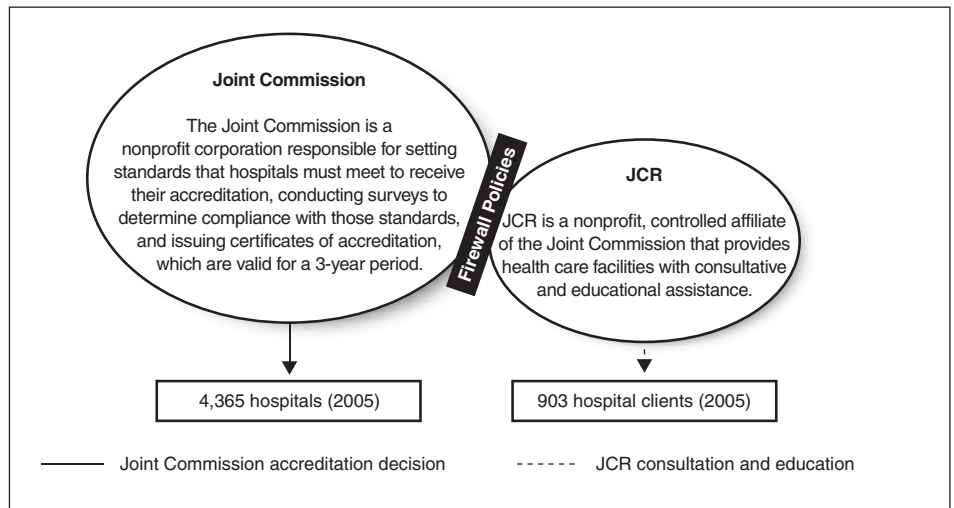 Joint Commission
The Joint Commission is a
nonprofit corporation responsible for setting
standards that hospitals must meet to receive
their accreditation, conducting surveys to
determine compliance with those standards,
and issuing certificates of accreditation,
which are valid for a 3-year period.
Firewall Policies
JCR
JCR is a nonprofit, controlled affiliate
of the Joint Commission that provides
health care facilities with consultative
and educational assistance.
4,365 hospitals (2005)
903 hospital clients (2005)
Joint Commission accreditation decision
JCR consultation and education